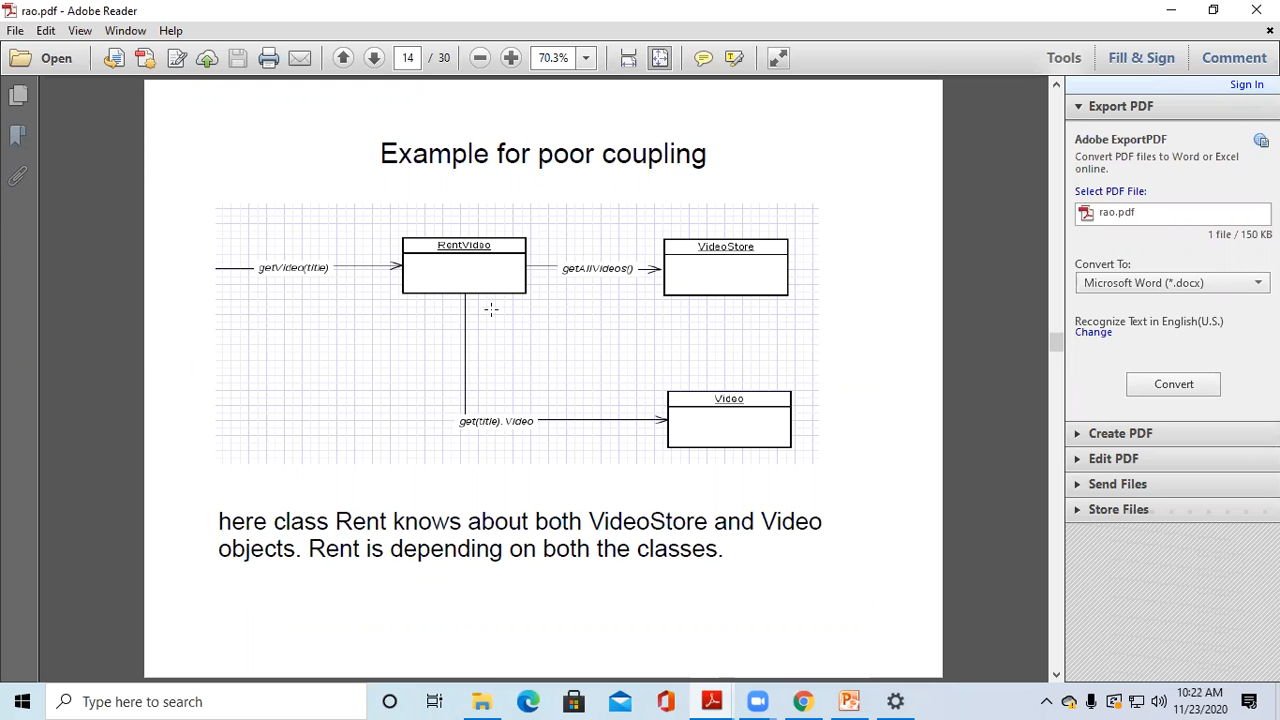 rao.pdf - Adobe Reader
File Edit View Window Help
Open 14 / 30 70.3% Tools Fill & Sign Comment
Sign In
Example for poor coupling
RentVideo
VideoStore
getVideo(title)
getAllVideos()
Video
get(title). Video
here class Rent knows about both VideoStore and Video
objects. Rent is depending on both the classes.
Export PDF
Adobe ExportPDF
Convert PDF files to Word or Excel
online.
Select PDF File:
rao.pdf
1 file / 150 KB
Convert To:
Microsoft Word (*.docx)
Recognize Text in English(U.S.)
Change
Convert
Create PDF
Edit PDF
Send Files
Store Files
Type here to search
10:22 AM
11/23/2020